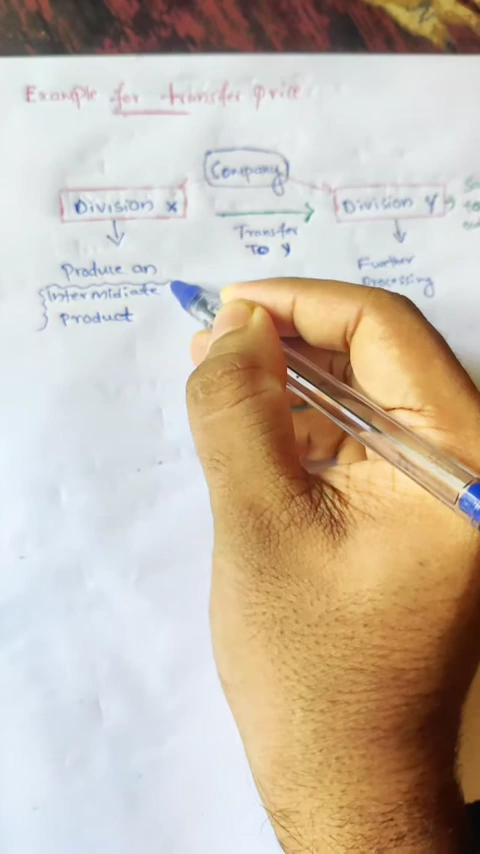 Example for transfer price
Company
Division X
Division Y
Transfer
To Y
Produce an
Intermidiate
Product
Further
Processing